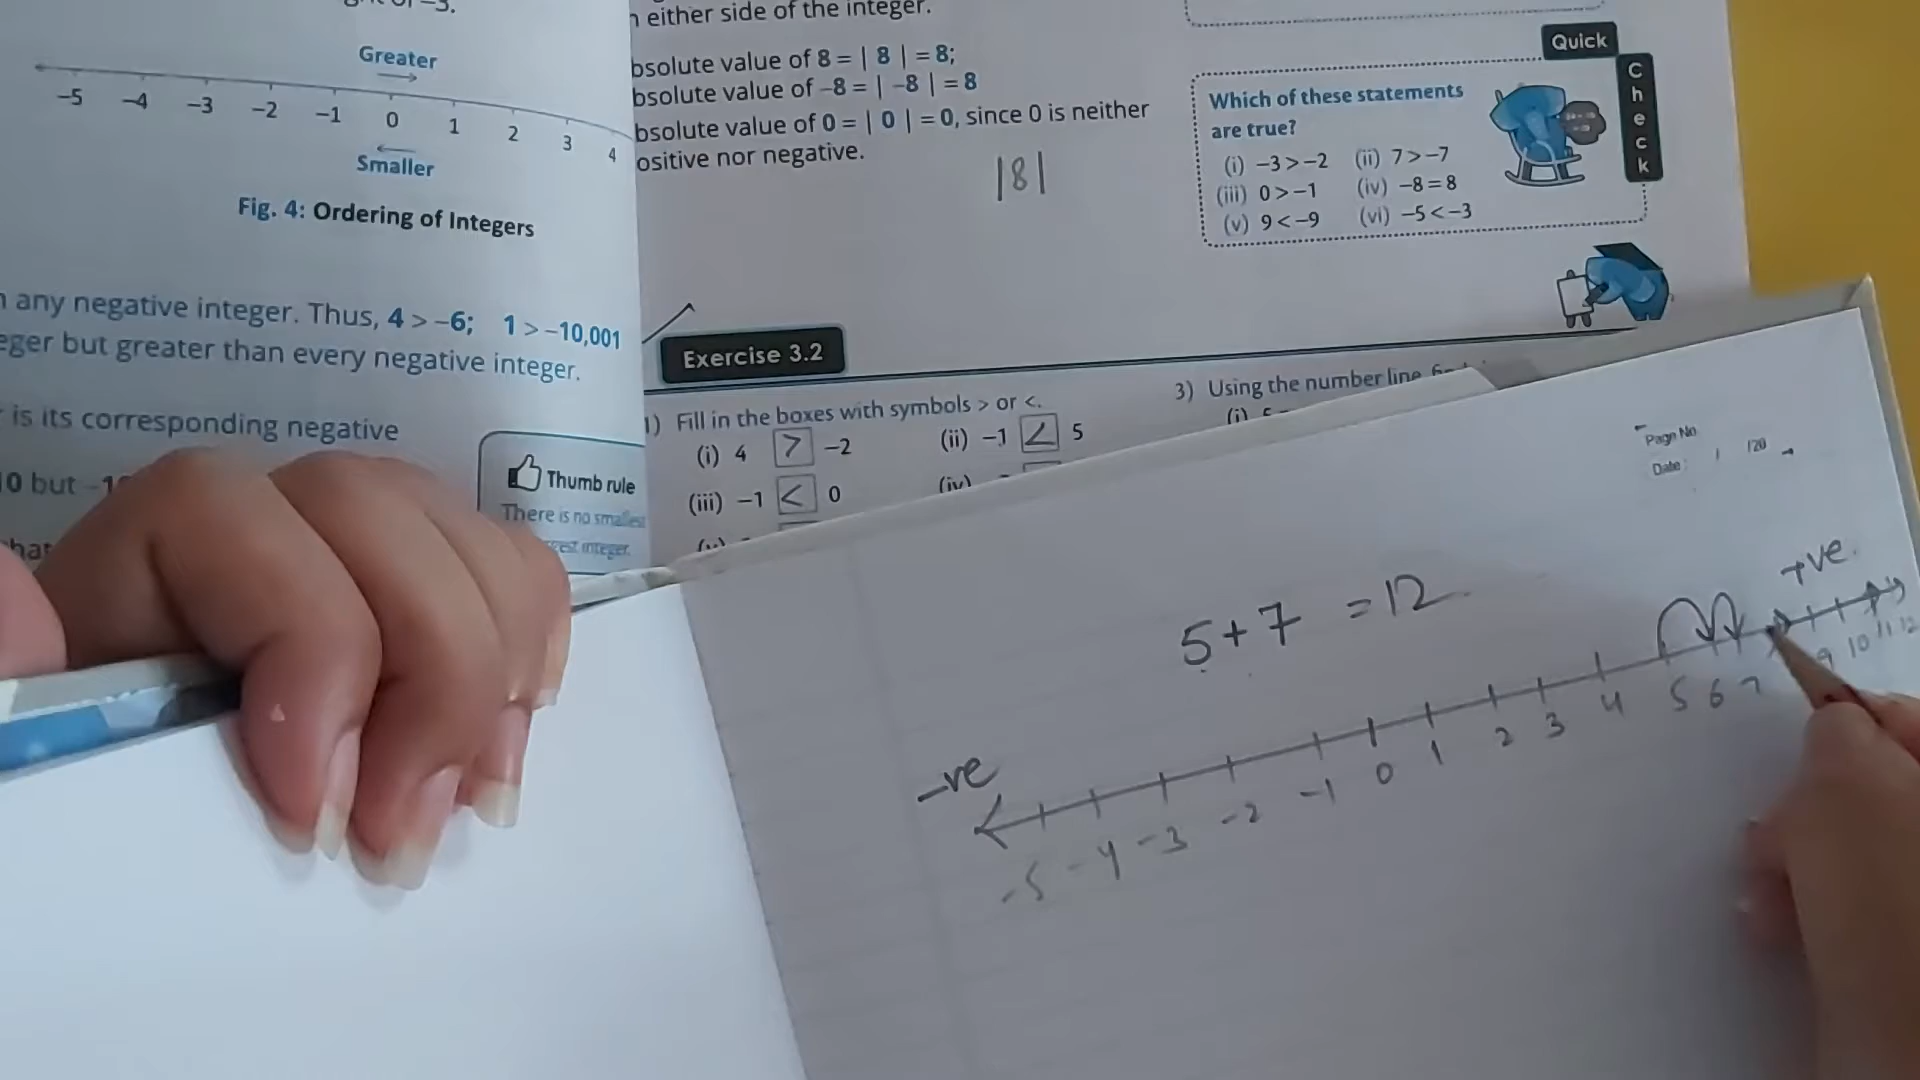 –3.
Greater
–5 –4 –3 –2 –1 0 1 2 3 4
Smaller
Fig. 4: Ordering of Integers
any negative integer. Thus, 4 > –6; 1 > –10,001
eger but greater than every negative integer.
is its corresponding negative
0 but
Thumb rule
There is no smallest
gest integer.
either side of the integer.
bsolute value of 8 = | 8 | = 8;
bsolute value of –8 = | –8 | = 8
bsolute value of 0 = | 0 | = 0, since 0 is neither
ositive nor negative.
|8|
Quick
Check
Which of these statements
are true?
(i) –3 > –2 (ii) 7 > –7
(iii) 0 > –1 (iv) –8 = 8
(v) 9 < –9 (vi) –5 < –3
Exercise 3.2
1) Fill in the boxes with symbols > or <.
(i) 4 > –2 (ii) –1 < 5
(iii) –1 < 0 (iv)
3) Using the number line
(i)
Page No
Date: / /20
5+7 = 12
+ve
-ve
-5 -4 -3 -2 -1 0 1 2 3 4 5 6 7 9 10 11 12